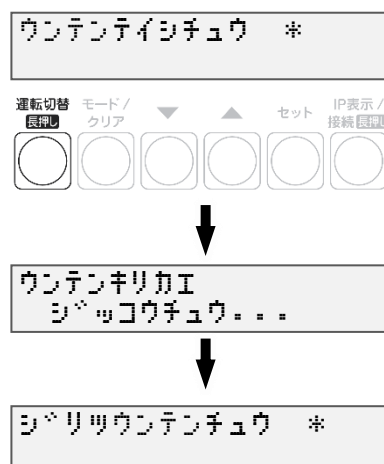 ウンテンテイシチュウ　＊
運転切替 モード / ▼ ▲ セット IP表示 /
長押し クリア 接続 長押し
ウンテンキリカエ
ジッコウチュウ...
ジリツウンテンチュウ　＊